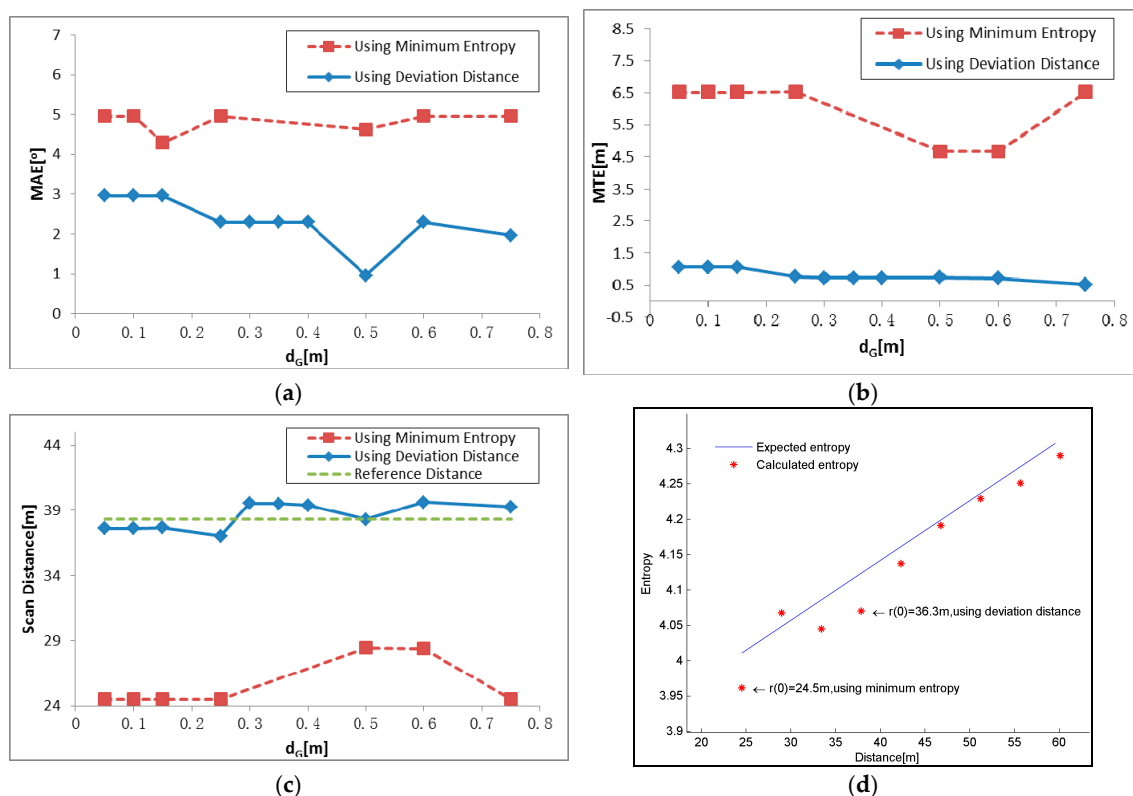 7
6
5
4
3
2
1
0
MAE[º]
Using Minimum Entropy
Using Deviation Distance
0 0.1 0.2 0.3 0.4 0.5 0.6 0.7 0.8
dG[m]
(a)
8.5
7.5
6.5
5.5
4.5
3.5
2.5
1.5
0.5
-0.5
MTE[m]
Using Minimum Entropy
Using Deviation Distance
0 0.1 0.2 0.3 0.4 0.5 0.6 0.7 0.8
dG[m]
(b)
44
39
34
29
24
Scan Distance[m]
Using Minimum Entropy
Using Deviation Distance
Reference Distance
0 0.1 0.2 0.3 0.4 0.5 0.6 0.7 0.8
dG[m]
(c)
4.3
4.25
4.2
4.15
4.1
4.05
4
3.95
3.9
Entropy
Expected entropy
Calculated entropy
← r(0)=36.3m,using deviation distance
← r(0)=24.5m,using minimum entropy
20 25 30 35 40 45 50 55 60
Distance[m]
(d)